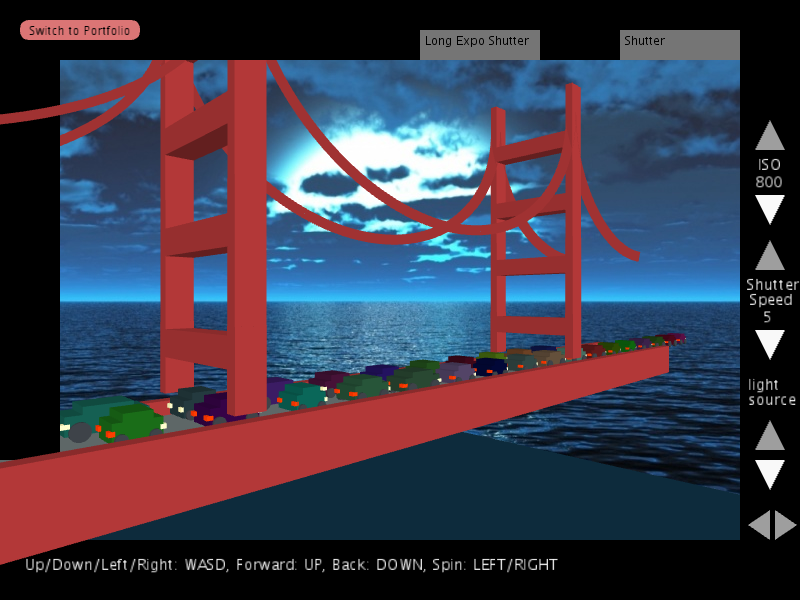 Switch to Portfolio
Long Expo Shutter
Shutter
ISO
800
Shutter
Speed
5
light
source
Up/Down/Left/Right: WASD, Forward: UP, Back: DOWN, Spin: LEFT/RIGHT